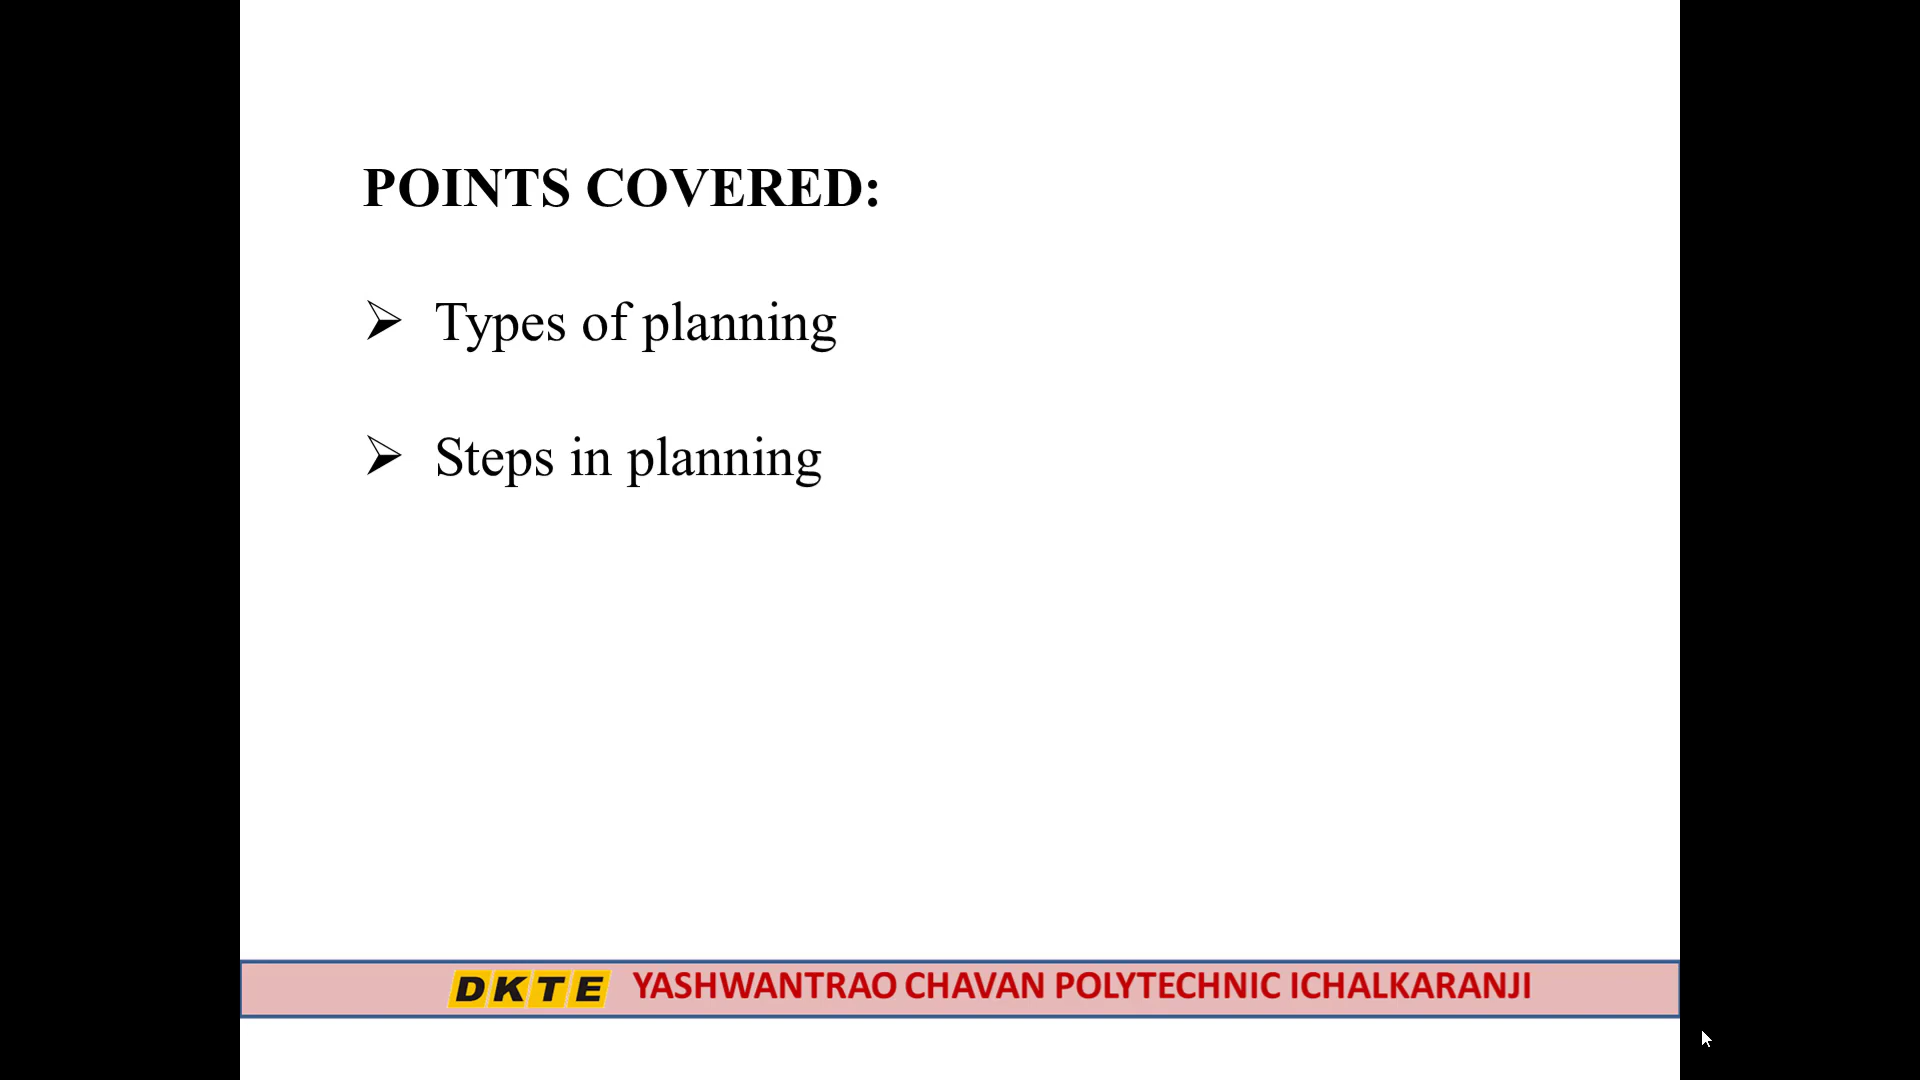 POINTS COVERED:
Types of planning
Steps in planning
DKTE YASHWANTRAO CHAVAN POLYTECHNIC ICHALKARANJI